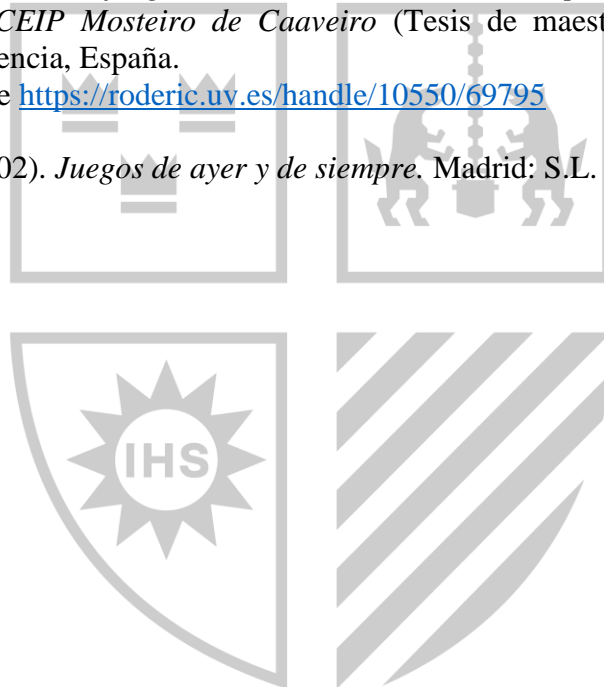 CEIP Mosteiro de Caaveiro (Tesis de maest
encia, España.
e https://roderic.uv.es/handle/10550/69795
02). Juegos de ayer y de siempre. Madrid: S.L.
IHS